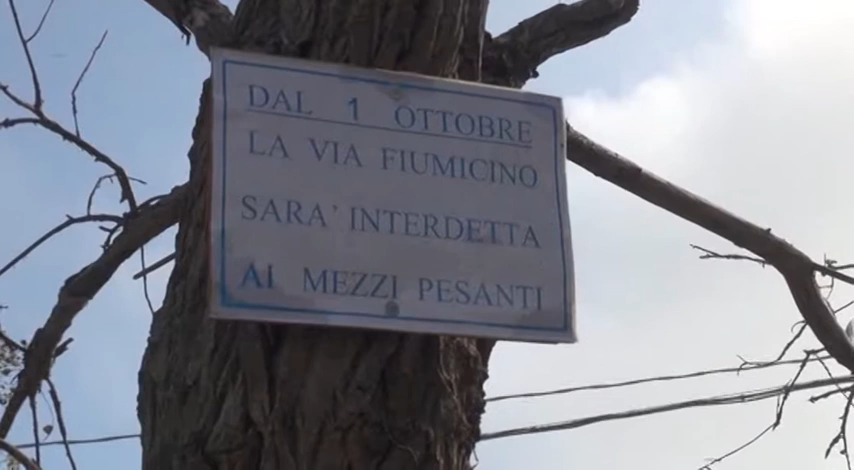 DAL 1 OTTOBRE
LA VIA FIUMICINO
SARA' INTERDETTA
AI MEZZI PESANTI